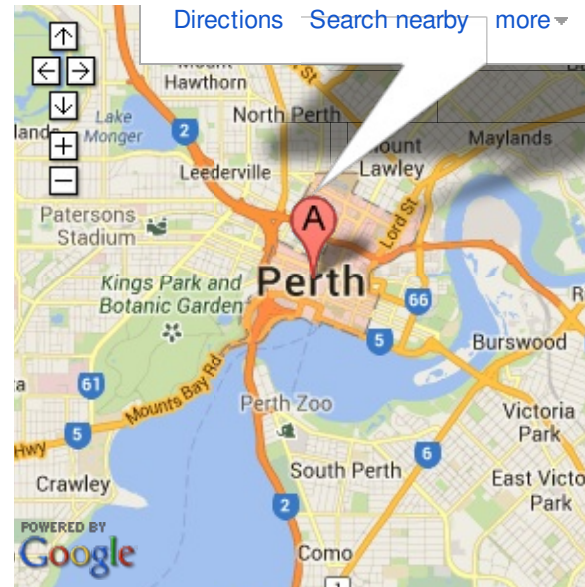 Directions Search nearby more
Hawthorn
North Perth
2
Lake
Monger
Maylands
Mount
Lawley
Leederville
Lord St
A
Patersons
Stadium
Kings Park and
Botanic Garden
Perth
66
5
Burswood
61
Mounts Bay Rd
Perth Zoo
Victoria
Park
5
Hwy
6
Crawley
South Perth
East Victo
Park
2
POWERED BY
Google
Como
1